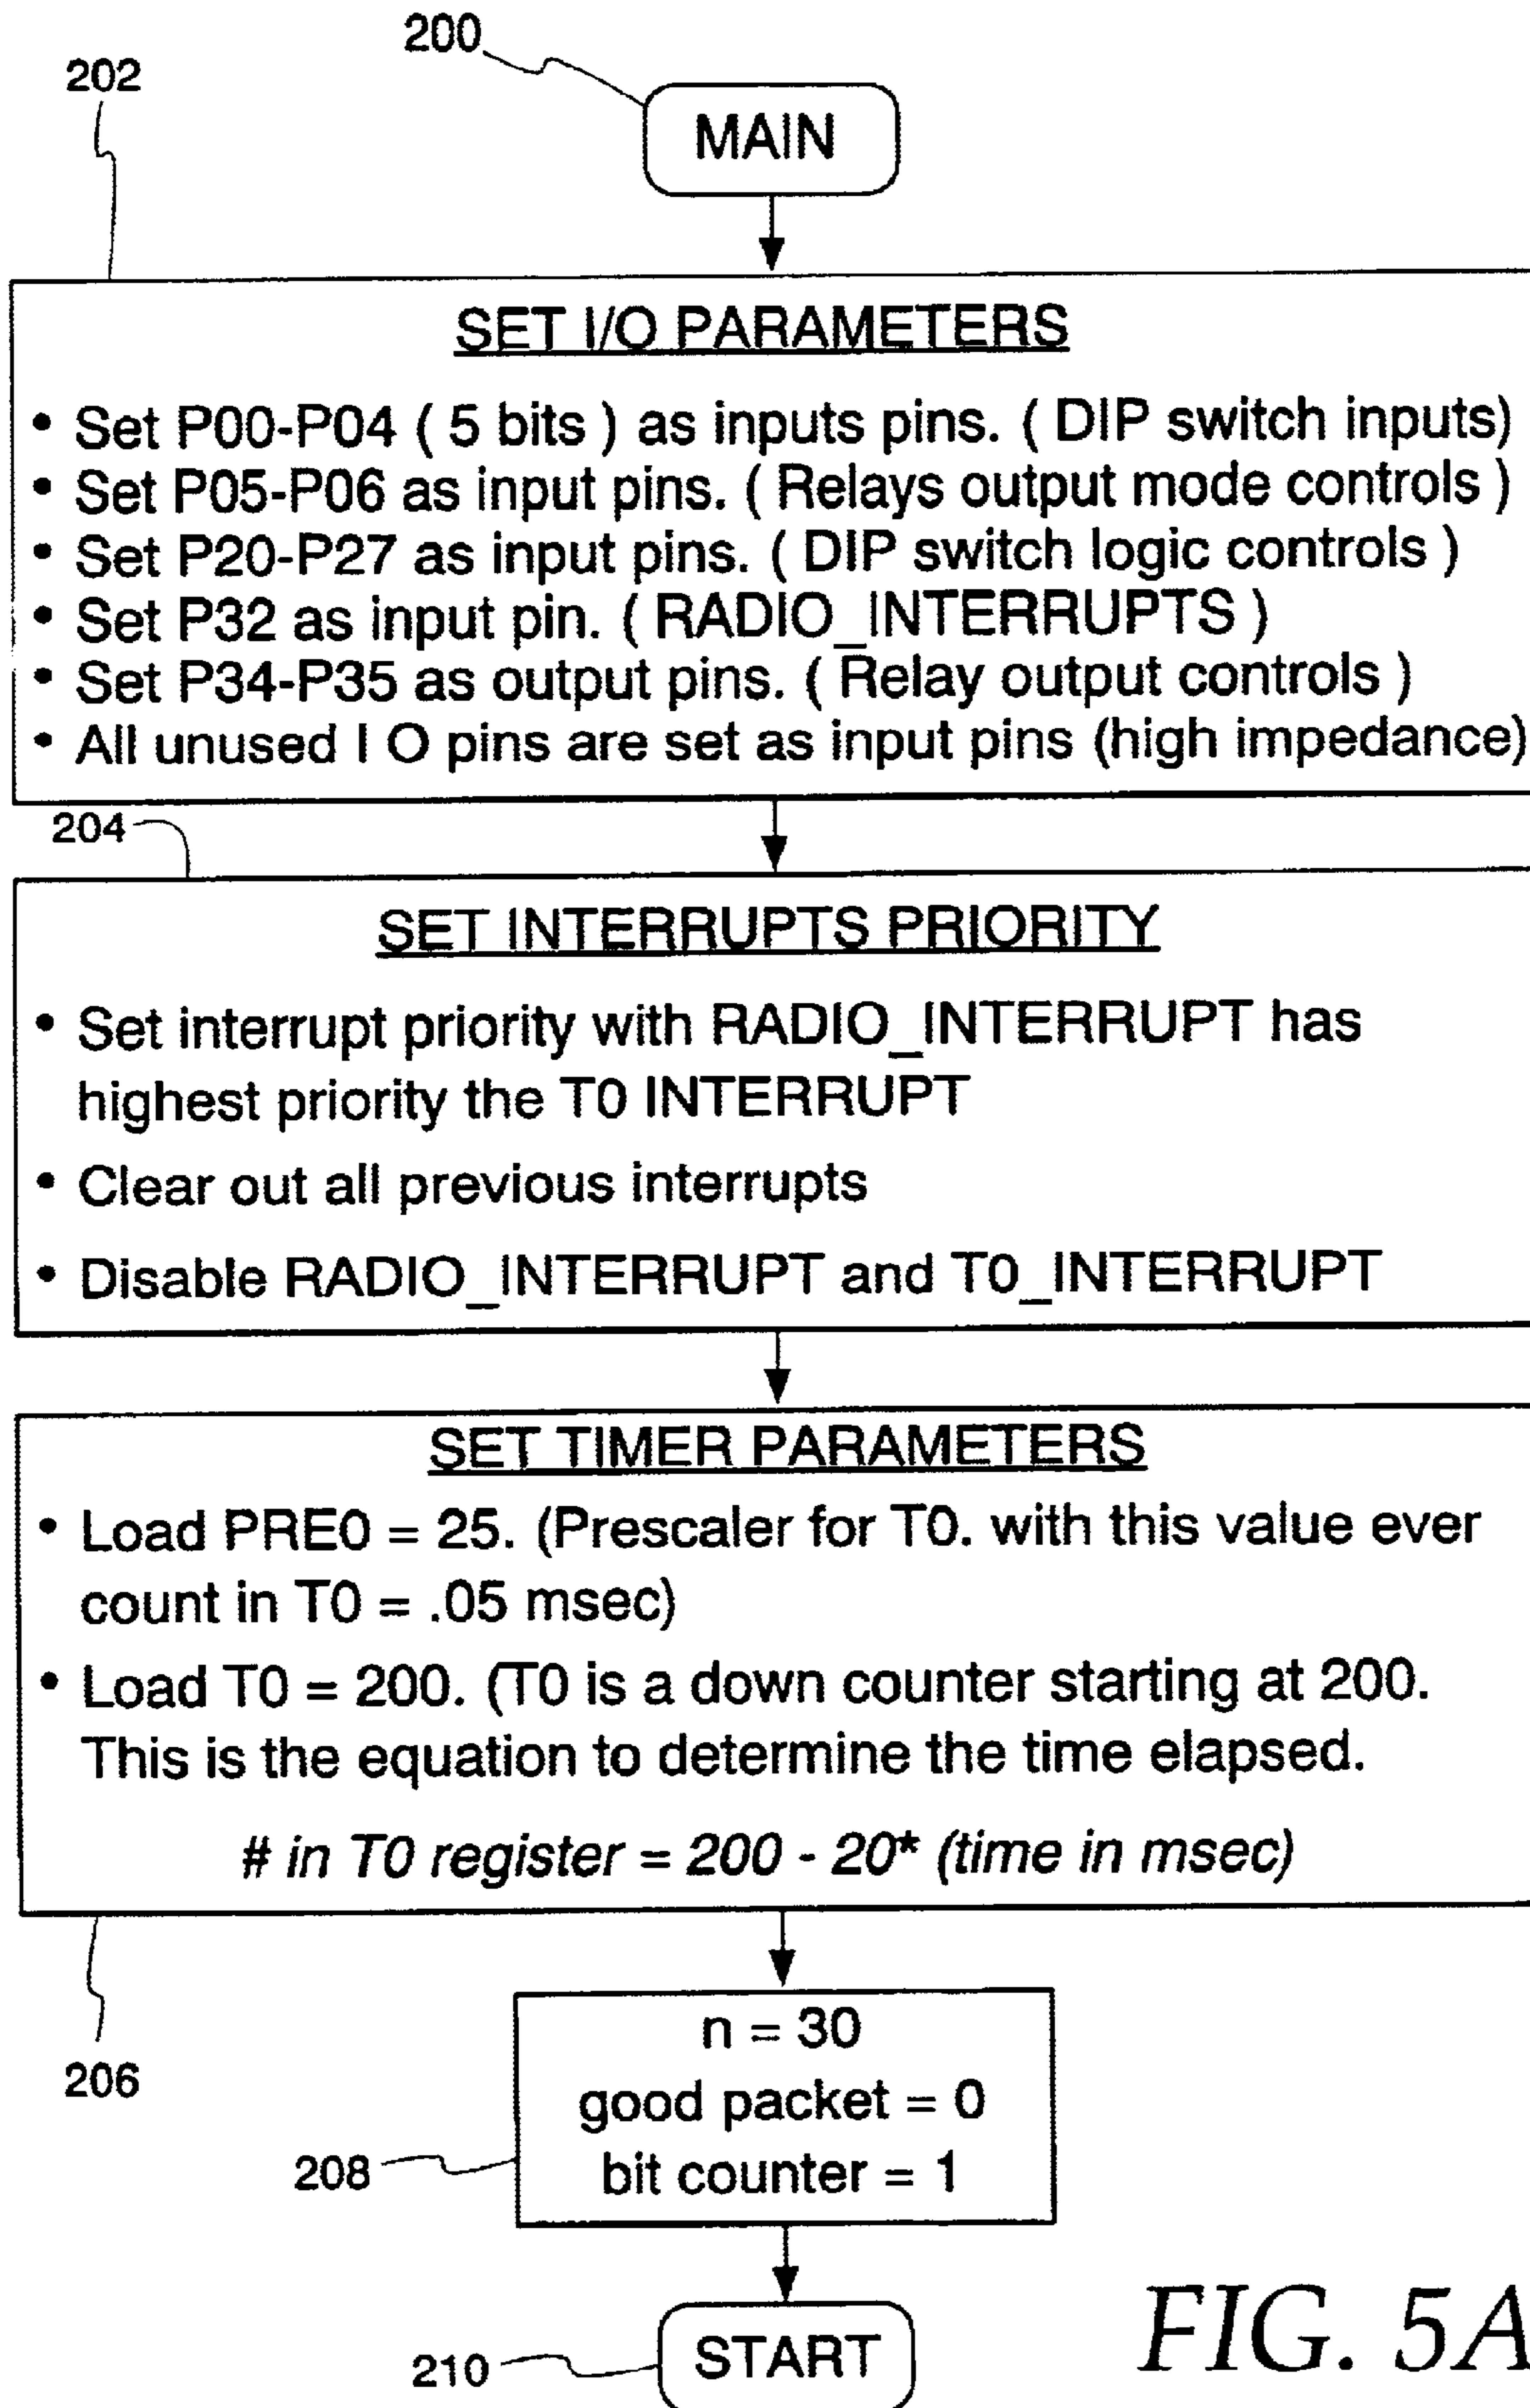 200
202
MAIN
SET I/O PARAMETERS
• Set P00-P04 ( 5 bits ) as inputs pins. ( DIP switch inputs)
• Set P05-P06 as input pins. ( Relays output mode controls )
• Set P20-P27 as input pins. ( DIP switch logic controls )
• Set P32 as input pin. ( RADIO_INTERRUPTS )
• Set P34-P35 as output pins. ( Relay output controls )
• All unused I O pins are set as input pins (high impedance)
204
SET INTERRUPTS PRIORITY
• Set interrupt priority with RADIO_INTERRUPT has
highest priority the T0 INTERRUPT
• Clear out all previous interrupts
• Disable RADIO_INTERRUPT and T0_INTERRUPT
SET TIMER PARAMETERS
• Load PRE0 = 25. (Prescaler for T0. with this value ever
count in T0 = .05 msec)
• Load T0 = 200. (T0 is a down counter starting at 200.
This is the equation to determine the time elapsed.
# in T0 register = 200 - 20* (time in msec)
206
n = 30
good packet = 0
bit counter = 1
208
START
210
FIG. 5A